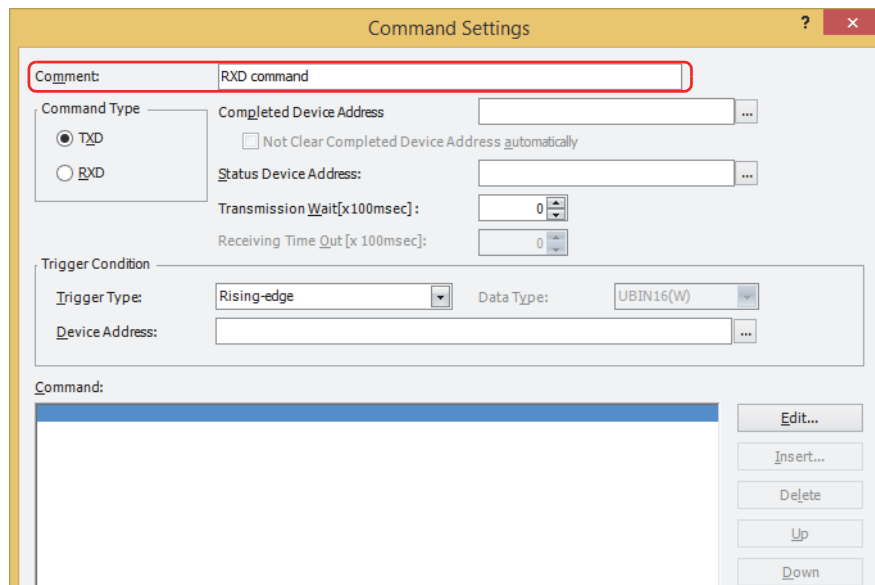 Command Settings
? ×
Comment: RXD command
Command Type
TXD
RXD
Completed Device Address ...
Not Clear Completed Device Address automatically
Status Device Address: ...
Transmission Wait[x100msec] : 0
Receiving Time Out [x 100msec]: 0
Trigger Condition
Trigger Type: Rising-edge Data Type: UBIN16(W)
Device Address: ...
Command:
Edit...
Insert...
Delete
Up
Down